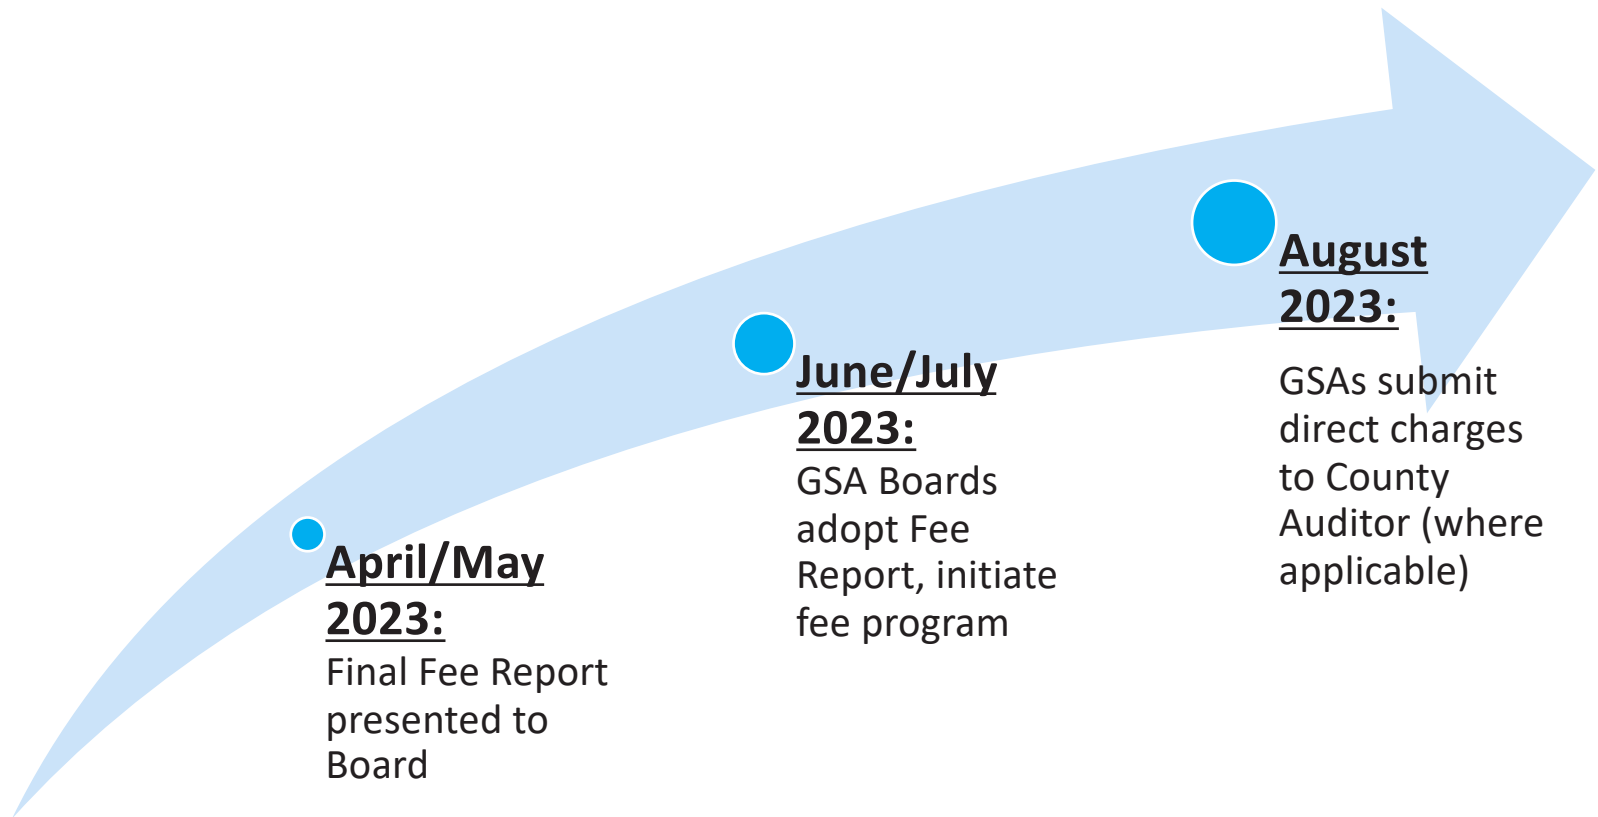 April/May
2023:
Final Fee Report
presented to
Board
June/July
2023:
GSA Boards
adopt Fee
Report, initiate
fee program
August
2023:
GSAs submit
direct charges
to County
Auditor (where
applicable)